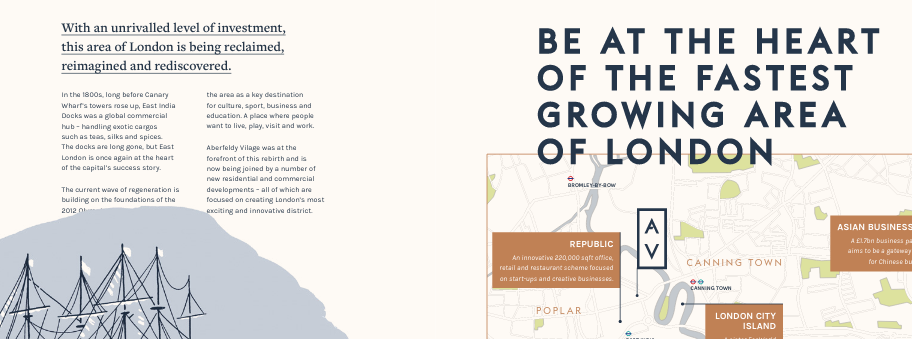 With an unrivalled level of investment,
this area of London is being reclaimed,
reimagined and rediscovered.
In the 1800s, long before Canary
Wharf's towers rose up, East India
Docks was a global commercial
hub – handling exotic cargos
such as teas, silks and spices.
The docks are long gone, but East
London is once again at the heart
of the capital's success story.
The current wave of regeneration is
building on the foundations of the
2012
the area as a key destination
for culture, sport, business and
education. A place where people
want to live, play, visit and work.
Aberfeldy Village was at the
forefront of this rebirth and is
now being joined by a number of
new residential and commercial
developments – all of which are
focused on creating London's most
exciting and innovative district.
BE AT THE HEART
OF THE FASTEST
GROWING AREA
OF LONDON
BROMLEY-BY-BOW
A V
REPUBLIC
An innovative 220,000 sqft office,
retail and restaurant scheme focused
on start-ups and creative businesses.
CANNING TOWN
CANNING TOWN
POPLAR
ASIAN BUSINESS
A £1.7bn business
aims to be a gateway
for Chinese
LONDON CITY
ISLAND